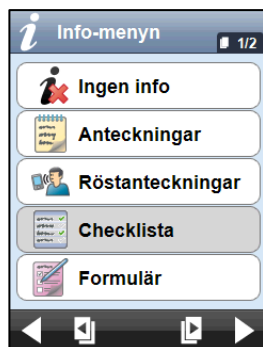 Info-menyn
1/2
Ingen info
Anteckningar
Röstanteckningar
Checklista
Formulär